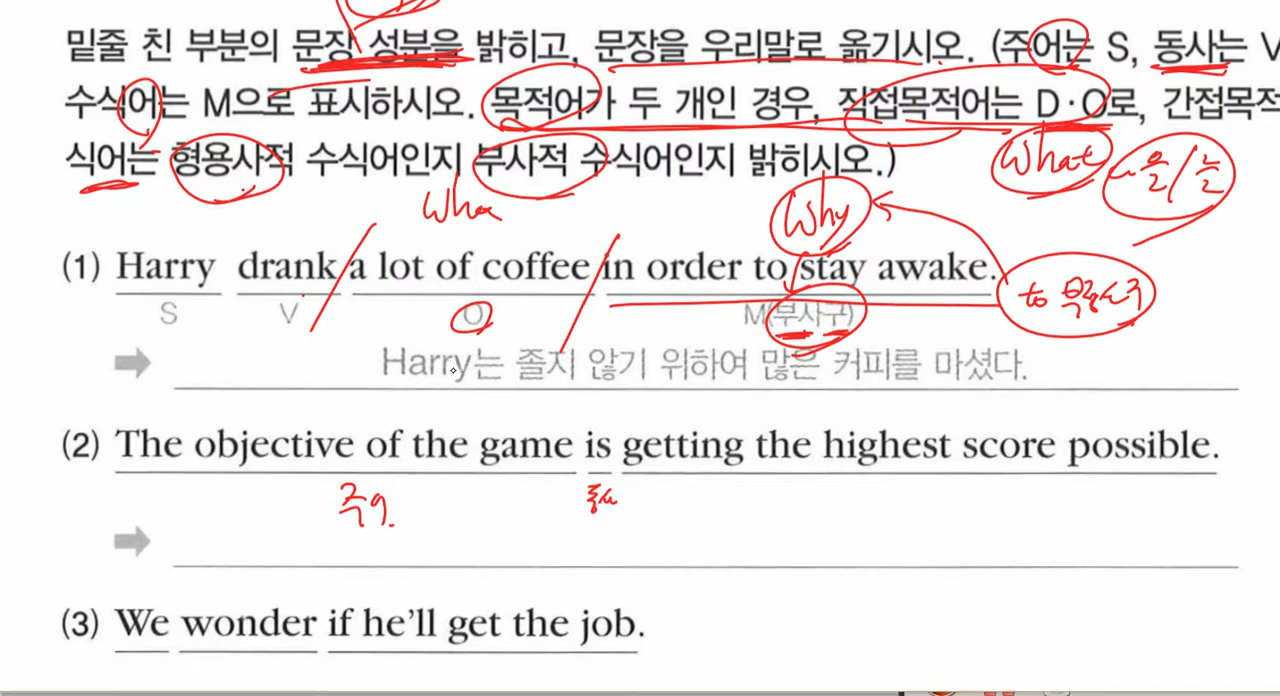 밑줄 친 부분의 문장 성분을 밝히고, 문장을 우리말로 옮기시오. (주어는 S, 동사는 V
수식어는 M으로 표시하시오. 목적어가 두 개인 경우, 직접목적어는 D·O로, 간접목적
식어는 형용사적 수식어인지 부사적 수식어인지 밝히시오.)
What
~을/를
Why
(1) Harry drank a lot of coffee in order to stay awake.
S V O M(부사구)
Harry는 졸지 않기 위하여 많은 커피를 마셨다.
(2) The objective of the game is getting the highest score possible.
주어. 동사
(3) We wonder if he'll get the job.